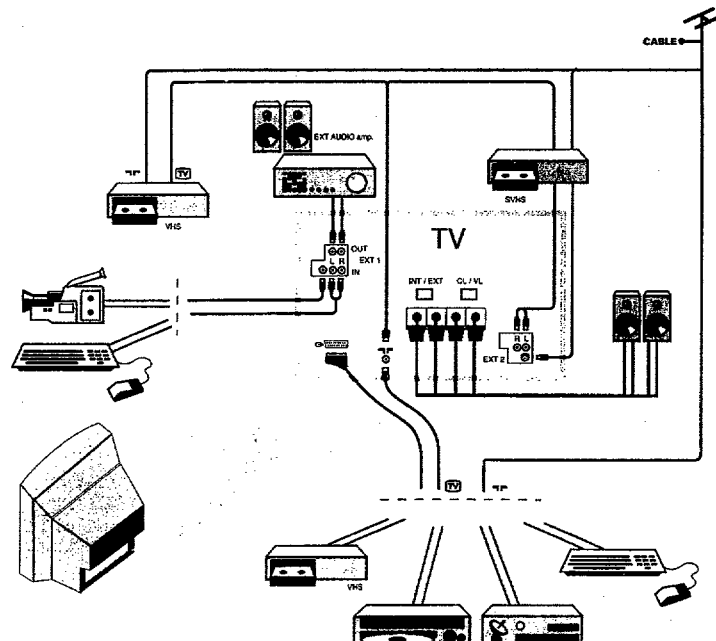 CABLE
EXT AUDIO amp.
TV
VHS
SVHS
TV
OUT
L R EXT 1
IN
INT / EXT
CL / VL
R L
EXT 2
TV
VHS